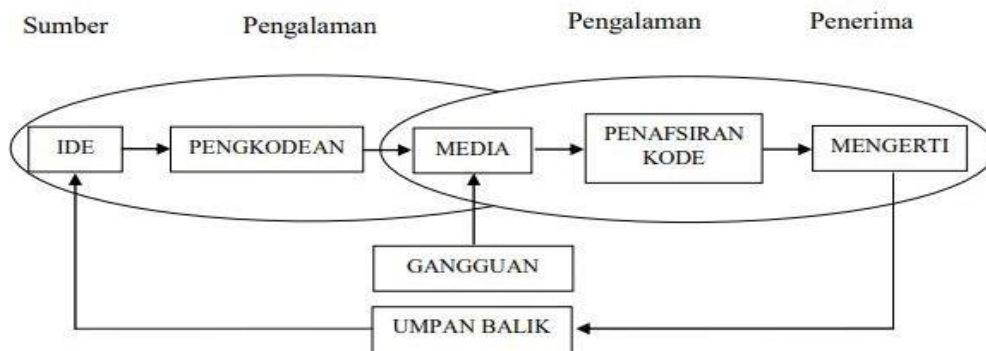 Sumber Pengalaman Pengalaman Penerima
IDE PENGKODEAN MEDIA PENAFSIRAN KODE MENGERTI
GANGGUAN
UMPAN BALIK